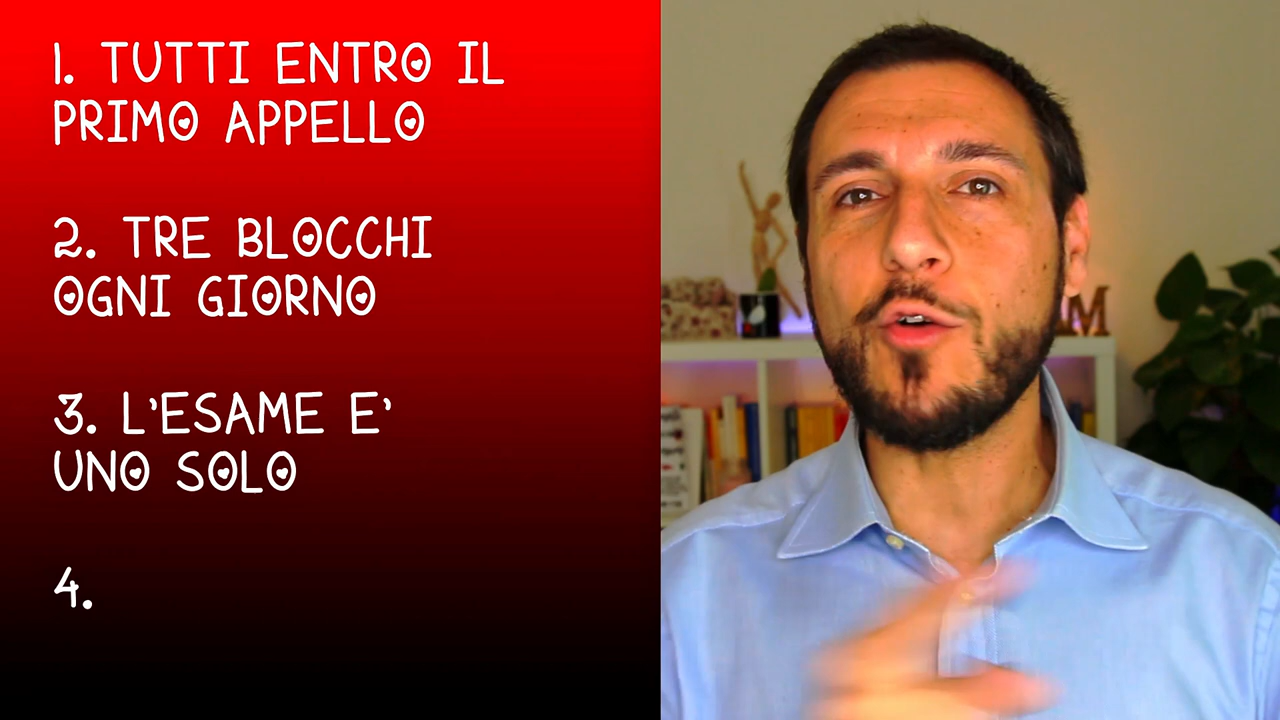 1. TUTTI ENTRO IL
PRIMO APPELLO
2. TRE BLOCCHI
OGNI GIORNO
3. L'ESAME E'
UNO SOLO
4.
M